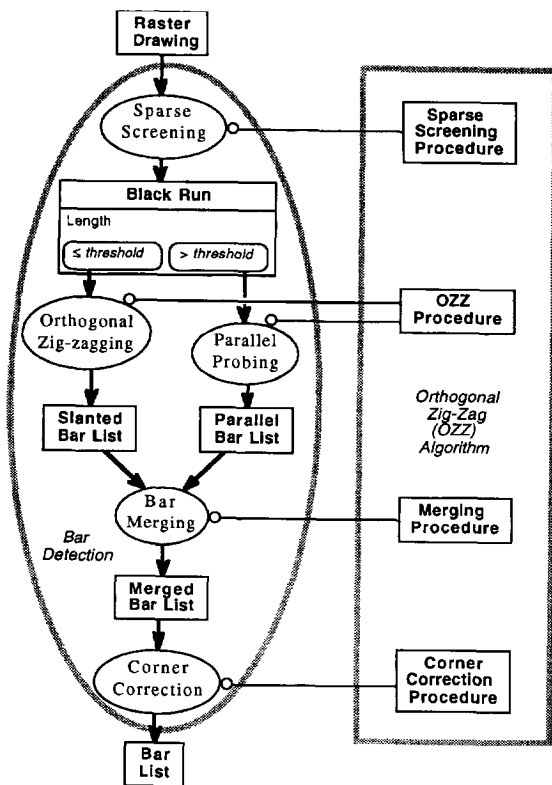 Raster
Drawing
Sparse
Screening
Sparse
Screening
Procedure
Black Run
Length
≤ threshold
> threshold
OZZ
Procedure
Orthogonal
Zig-zagging
Parallel
Probing
Slanted
Bar List
Parallel
Bar List
Orthogonal
Zig-Zag
(OZZ)
Algorithm
Bar
Merging
Merging
Procedure
Bar
Detection
Merged
Bar List
Corner
Correction
Corner
Correction
Procedure
Bar
List